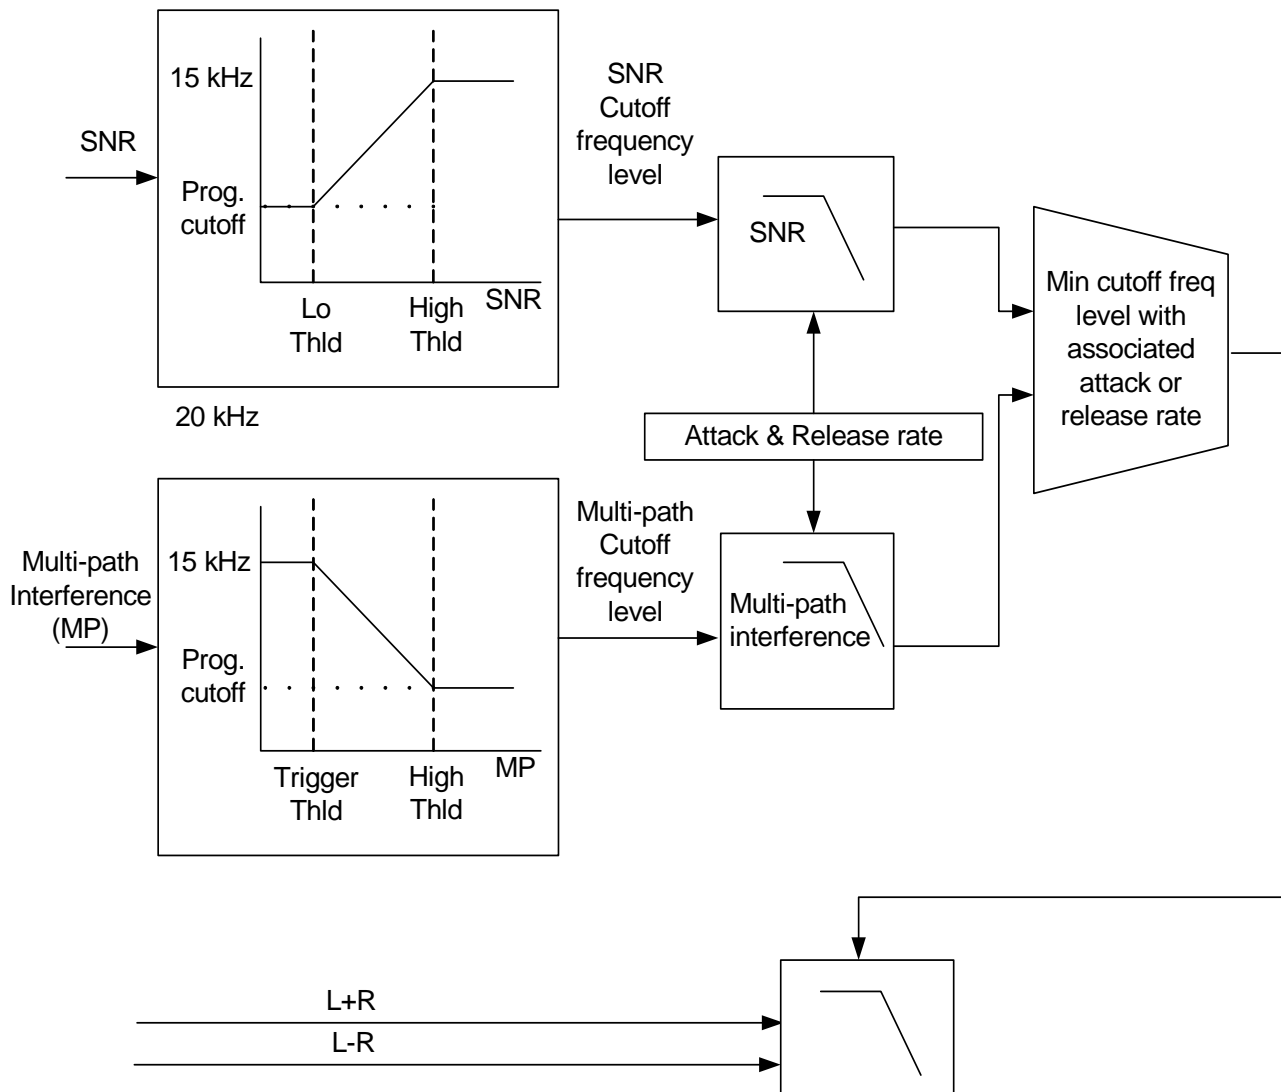 15 kHz
SNR
Prog.
cutoff
Lo
Thld
High
Thld
SNR
SNR
Cutoff
frequency
level
SNR
Min cutoff freq
level with
associated
attack or
release rate
20 kHz
Attack & Release rate
Multi-path
Interference
(MP)
15 kHz
Prog.
cutoff
Trigger
Thld
High
Thld
MP
Multi-path
Cutoff
frequency
level
Multi-path
interference
L+R
L-R